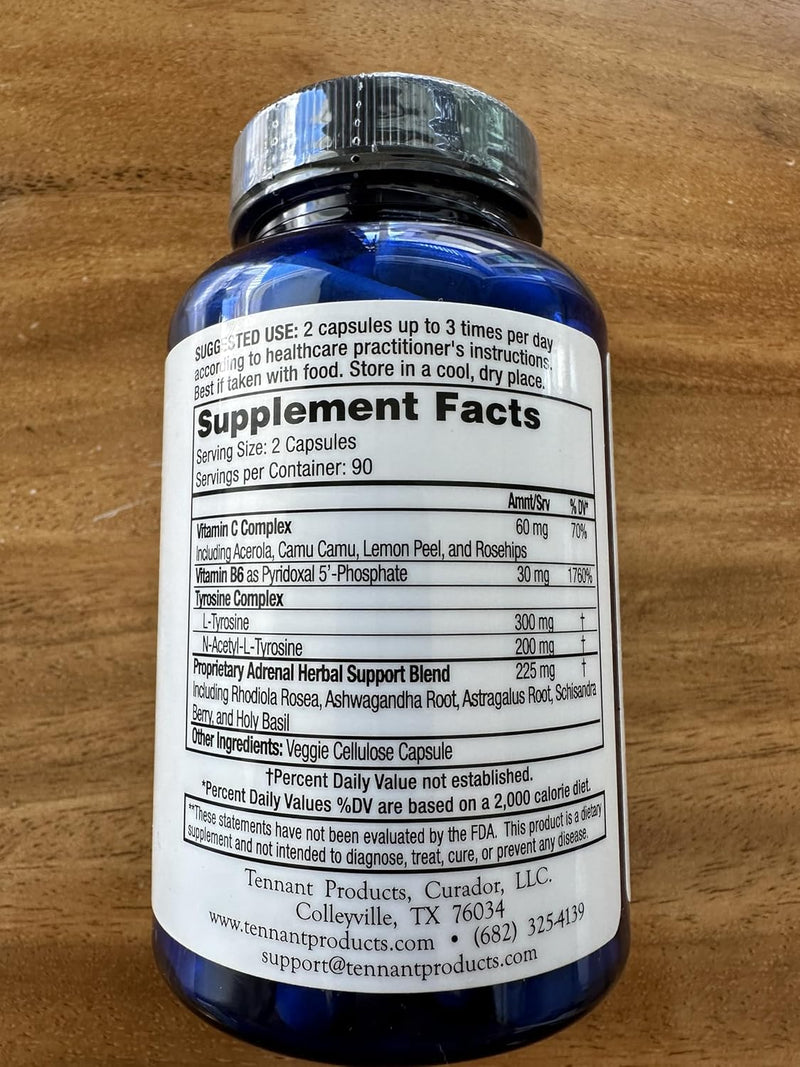 SUGGESTED USE: 2 capsules up to 3 times per day
according to healthcare practitioner's instructions.
Best if taken with food. Store in a cool, dry place.
Supplement Facts
Serving Size: 2 Capsules
Servings per Container: 90
Amnt/Srv % DV*
Vitamin C Complex 60 mg 70%
Including Acerola, Camu Camu, Lemon Peel, and Rosehips
Vitamin B6 as Pyridoxal 5'-Phosphate 30 mg 1760%
Tyrosine Complex
L-Tyrosine 300 mg †
N-Acetyl-L-Tyrosine 200 mg †
Proprietary Adrenal Herbal Support Blend 225 mg †
Including Rhodiola Rosea, Ashwagandha Root, Astragalus Root, Schisandra
Berry, and Holy Basil
Other Ingredients: Veggie Cellulose Capsule
†Percent Daily Value not established.
*Percent Daily Values %DV are based on a 2,000 calorie diet.
**These statements have not been evaluated by the FDA. This product is a dietary
supplement and not intended to diagnose, treat, cure, or prevent any disease.
Tennant Products, Curador, LLC.
Colleyville, TX 76034
www.tennantproducts.com • (682) 325-4139
support@tennantproducts.com